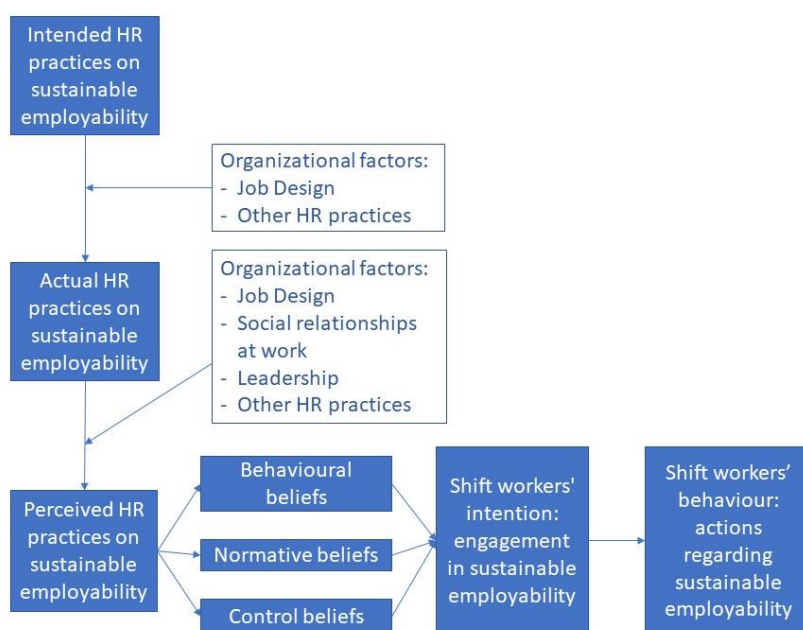 Intended HR
practices on
sustainable
employability
Organizational factors:
- Job Design
- Other HR practices
Actual HR
practices on
sustainable
employability
Organizational factors:
- Job Design
- Social relationships
at work
- Leadership
- Other HR practices
Perceived HR
practices on
sustainable
employability
Behavioural
beliefs
Normative beliefs
Control beliefs
Shift workers'
intention:
engagement
in sustainable
employability
Shift workers’
behaviour:
actions
regarding
sustainable
employability